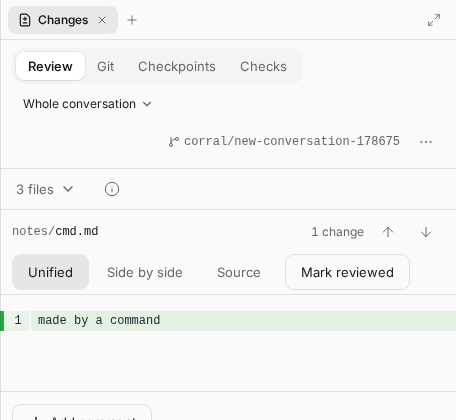 Changes
Review Git Checkpoints Checks
Whole conversation
corral/new-conversation-178675
3 files
notes/cmd.md 1 change
Unified Side by side Source Mark reviewed
1 made by a command